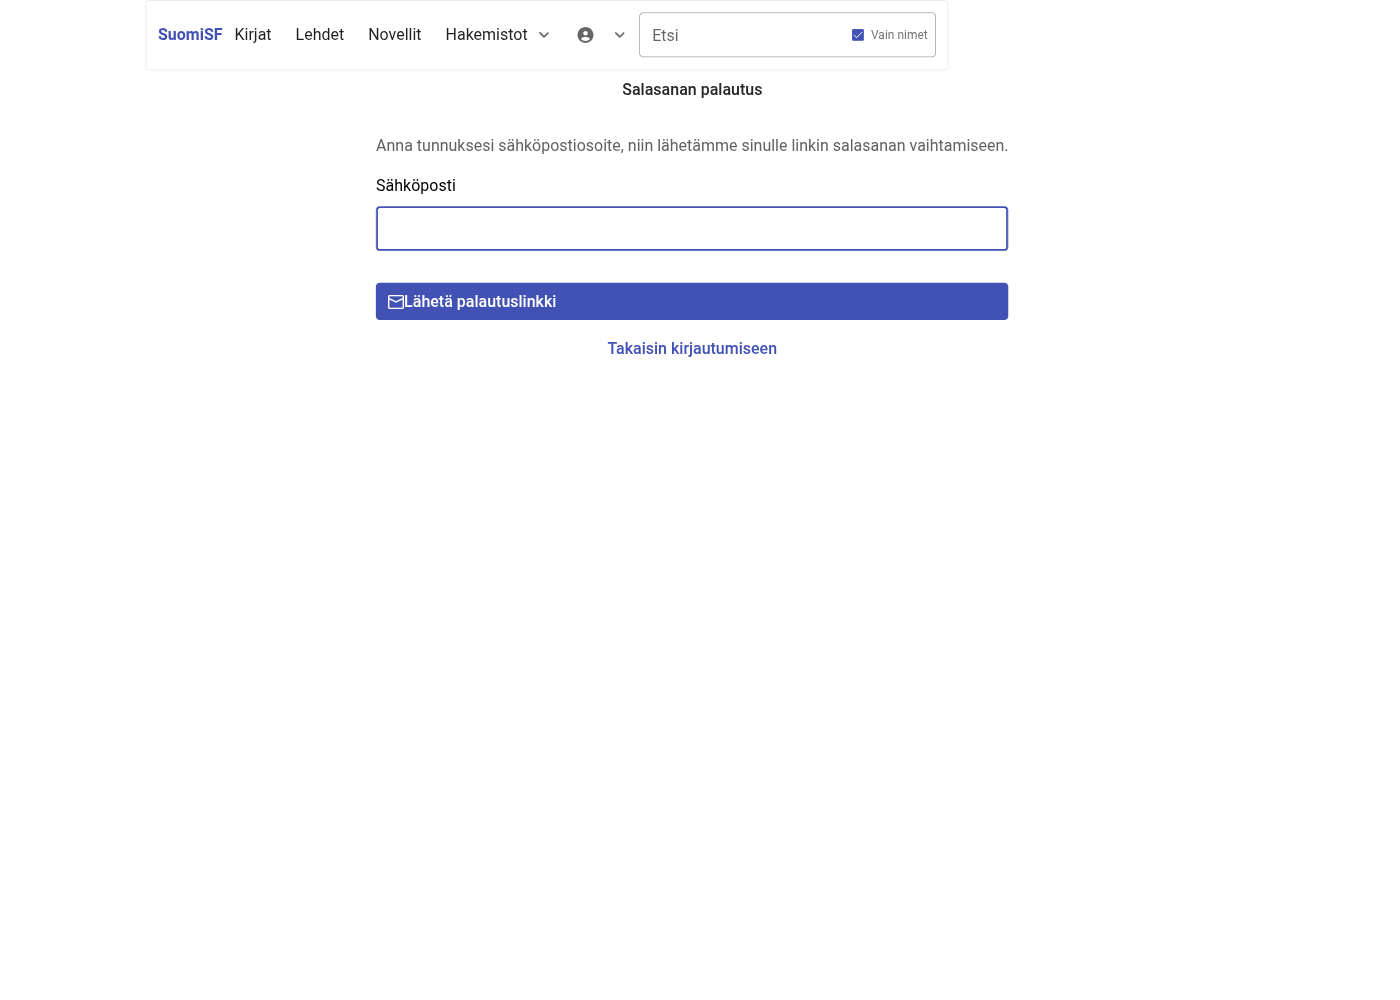 SuomiSF Kirjat Lehdet Novellit Hakemistot Etsi Vain nimet
Salasanan palautus
Anna tunnuksesi sähköpostiosoite, niin lähetämme sinulle linkin salasanan vaihtamiseen.
Sähköposti
Lähetä palautuslinkki
Takaisin kirjautumiseen